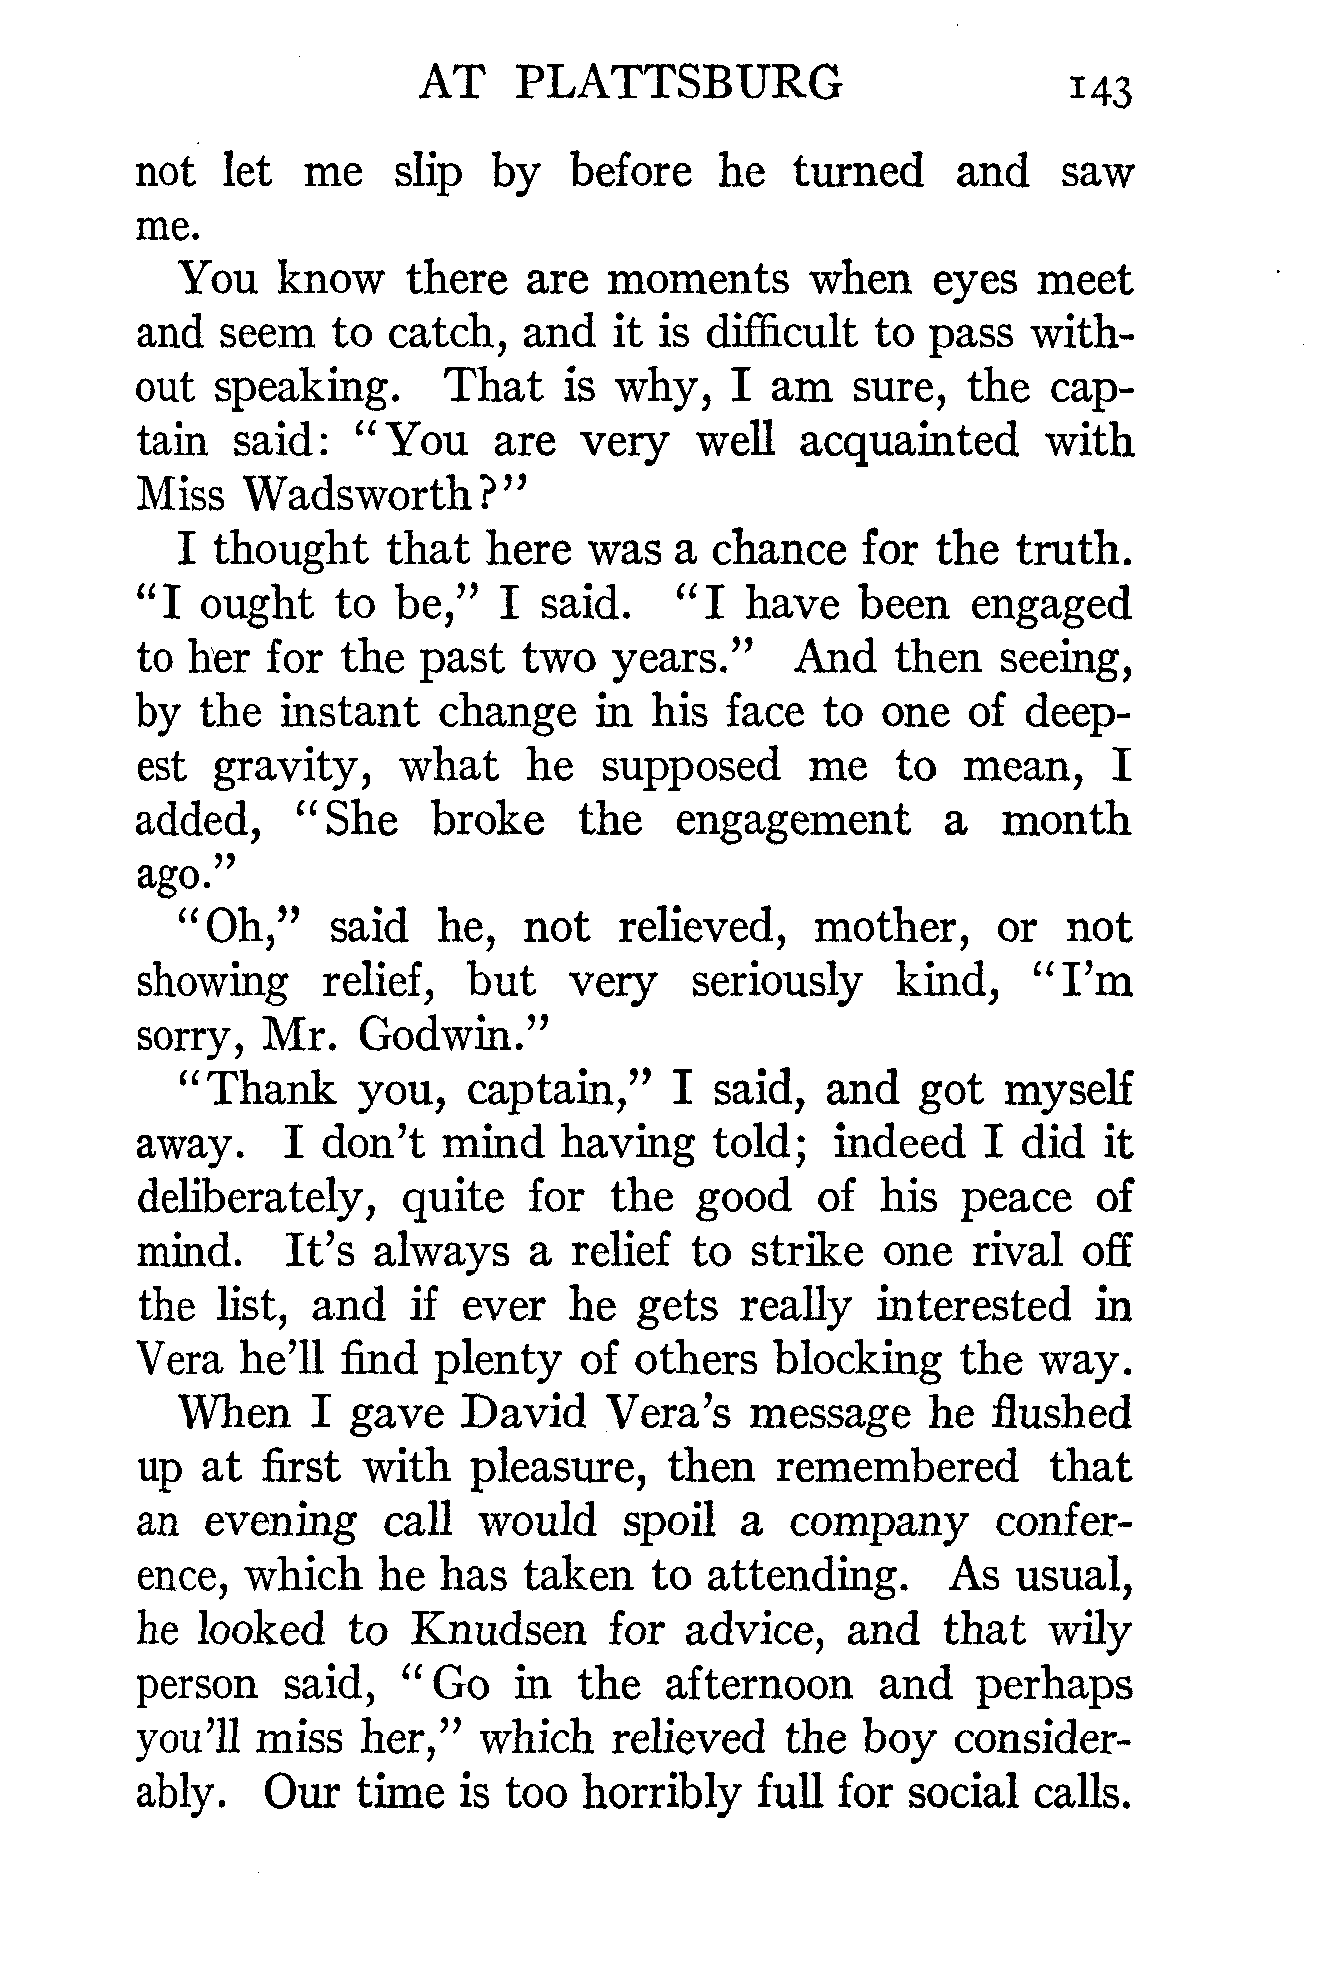 AT PLATTSBURG 143
not let me slip by before he turned and saw
me.
You know there are moments when eyes meet
and seem to catch, and it is difficult to pass with-
out speaking. That is why, I am sure, the cap-
tain said: "You are very well acquainted with
Miss Wadsworth?"
I thought that here was a chance for the truth.
"I ought to be," I said. "I have been engaged
to her for the past two years." And then seeing,
by the instant change in his face to one of deep-
est gravity, what he supposed me to mean, I
added, "She broke the engagement a month
ago."
"Oh," said he, not relieved, mother, or not
showing relief, but very seriously kind, "I'm
sorry, Mr. Godwin."
"Thank you, captain," I said, and got myself
away. I don't mind having told; indeed I did it
deliberately, quite for the good of his peace of
mind. It's always a relief to strike one rival off
the list, and if ever he gets really interested in
Vera he'll find plenty of others blocking the way.
When I gave David Vera's message he flushed
up at first with pleasure, then remembered that
an evening call would spoil a company confer-
ence, which he has taken to attending. As usual,
he looked to Knudsen for advice, and that wily
person said, "Go in the afternoon and perhaps
you'll miss her," which relieved the boy consider-
ably. Our time is too horribly full for social calls.